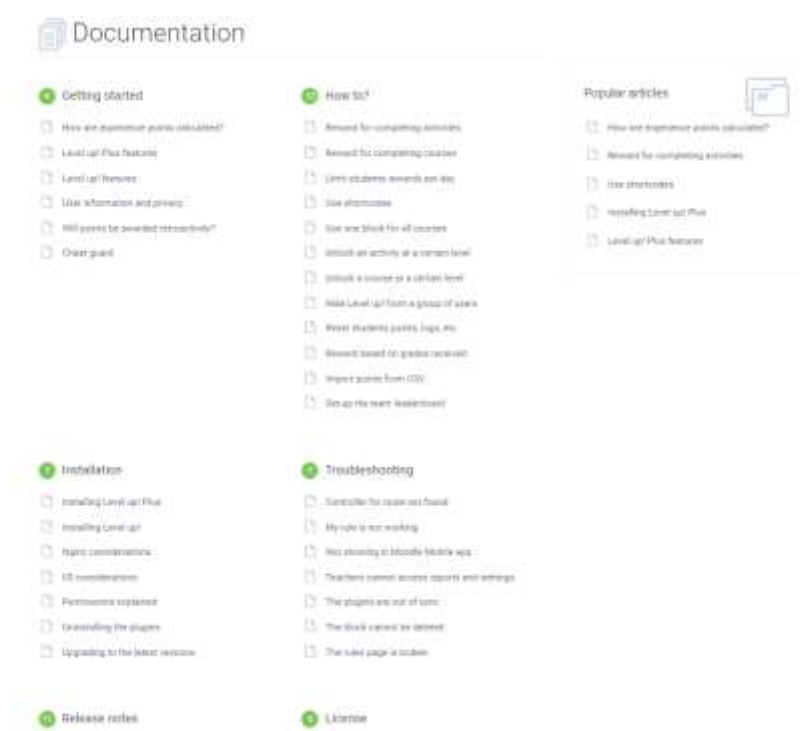 Documentation
Getting started
How are experience points calculated?
Level up! Plus features
Level up! features
User information and privacy
Will points be awarded retroactively?
Cheat guard
How to?
Reward for completing activities
Reward for completing courses
Limit students rewards per day
Use shortcodes
Use one block for all courses
Unlock an activity at a certain level
Unlock a course at a certain level
Hide Level up! from a group of users
Reset students points, logs, etc.
Reward based on grades received
Import points from CSV
Set up the team leaderboard
Popular articles
How are experience points calculated?
Reward for completing activities
Use shortcodes
Installing Level up! Plus
Level up! Plus features
Installation
Installing Level up! Plus
Installing Level up!
Nginx considerations
IIS considerations
Permissions explained
Uninstalling the plugins
Upgrading to the latest versions
Troubleshooting
Controller for route not found
My rule is not working
Not showing in Moodle Mobile app
Teachers cannot access reports and settings
The plugins are out of sync
The block cannot be deleted
The rules page is broken
Release notes
License